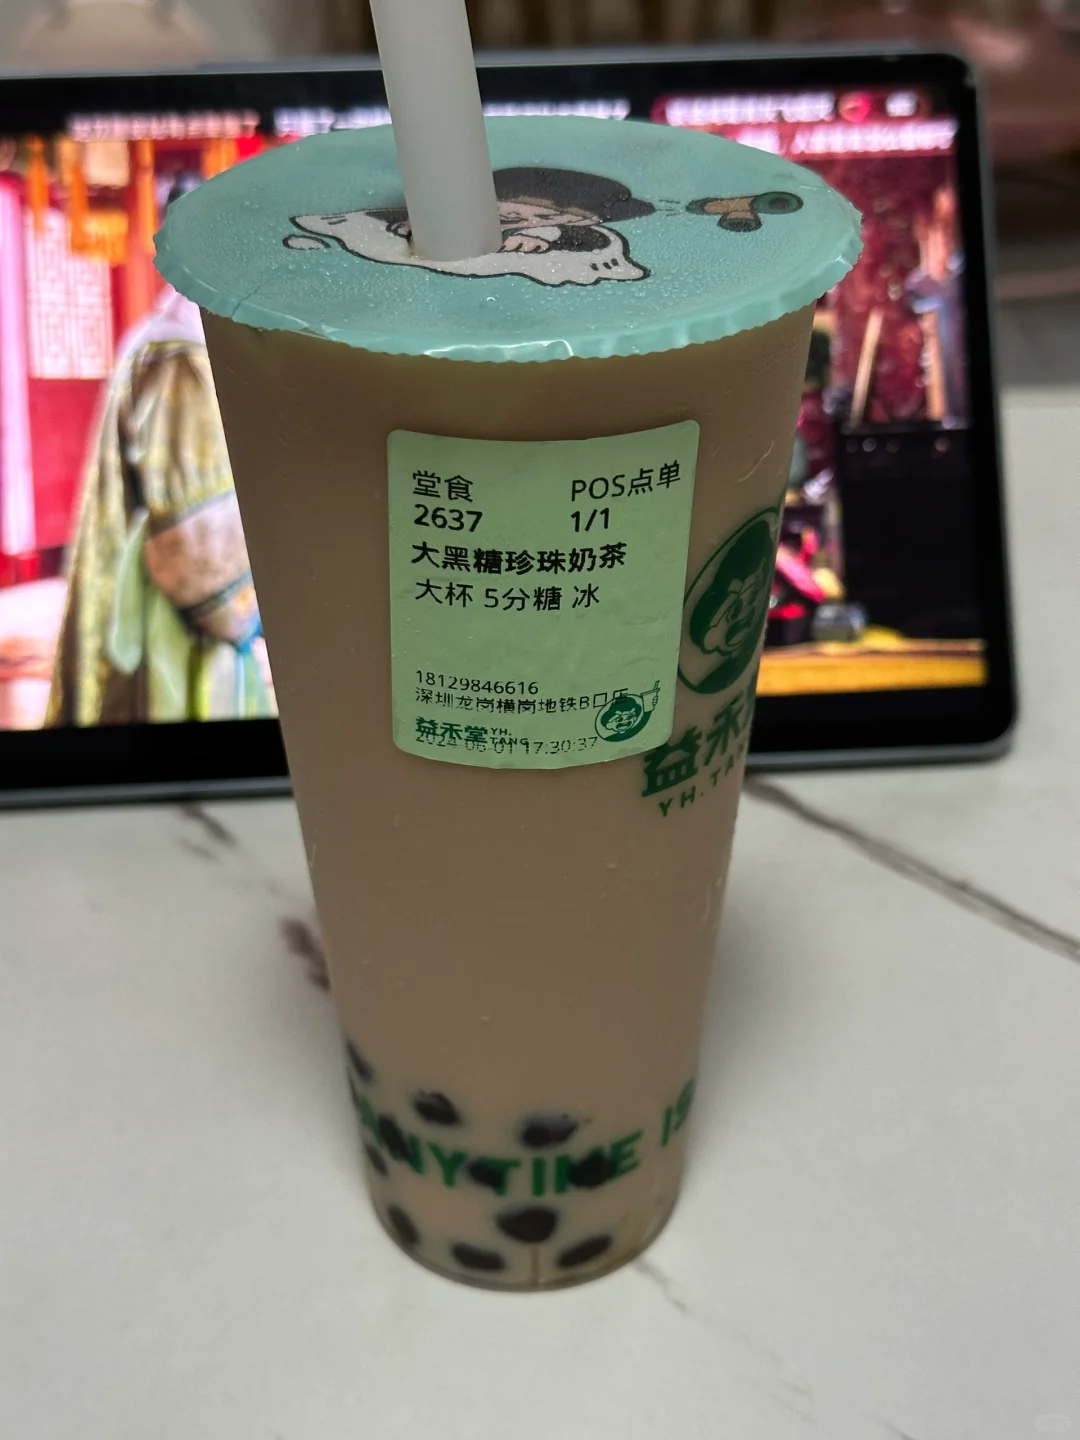 堂食 POS点单
2637 1/1
大黑糖珍珠奶茶
大杯 5分糖 冰
18129846616
深圳龙岗横岗地铁B口店
益禾堂 YH. TANG
2024-06-01 17:30:37
益禾
YH. TA
ANYTIME IS